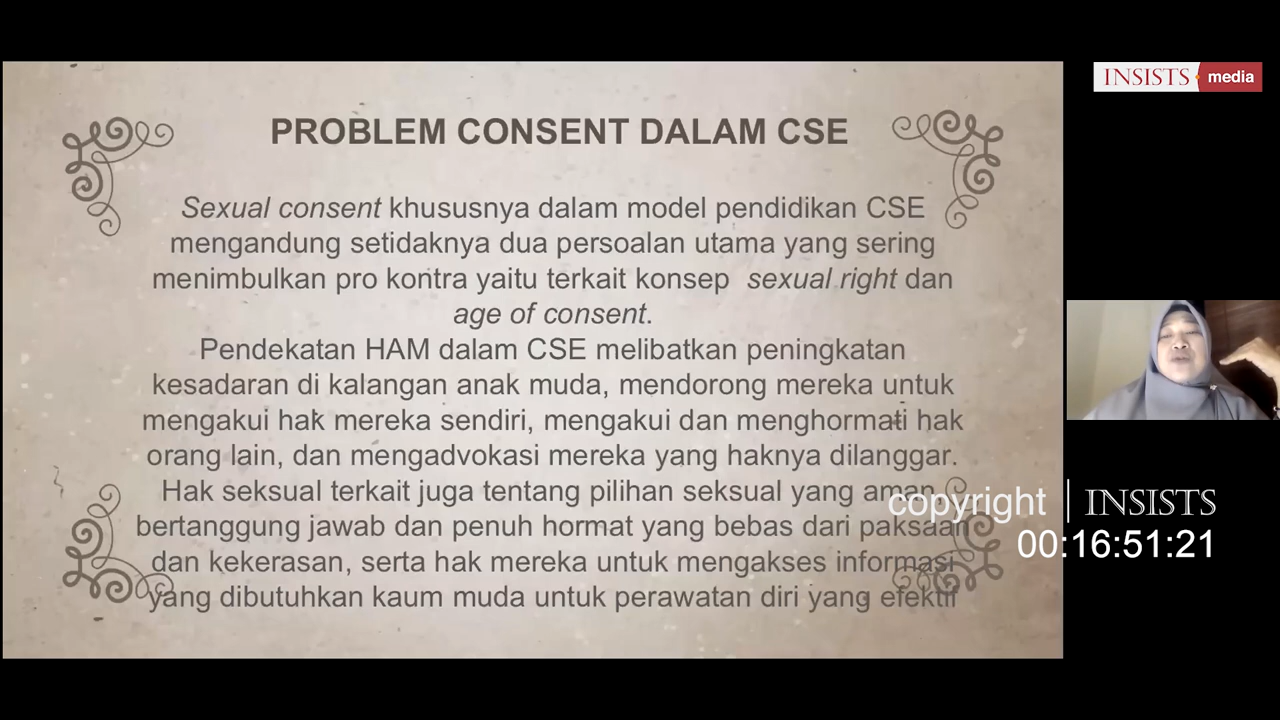 PROBLEM CONSENT DALAM CSE
Sexual consent khususnya dalam model pendidikan CSE
mengandung setidaknya dua persoalan utama yang sering
menimbulkan pro kontra yaitu terkait konsep sexual right dan
age of consent.
Pendekatan HAM dalam CSE melibatkan peningkatan
kesadaran di kalangan anak muda, mendorong mereka untuk
mengakui hak mereka sendiri, mengakui dan menghormati hak
orang lain, dan mengadvokasi mereka yang haknya dilanggar.
Hak seksual terkait juga tentang pilihan seksual yang aman,
bertanggung jawab dan penuh hormat yang bebas dari paksaan
dan kekerasan, serta hak mereka untuk mengakses informasi
yang dibutuhkan kaum muda untuk perawatan diri yang efektif
INSISTS media
copyright | INSISTS
00:16:51:21